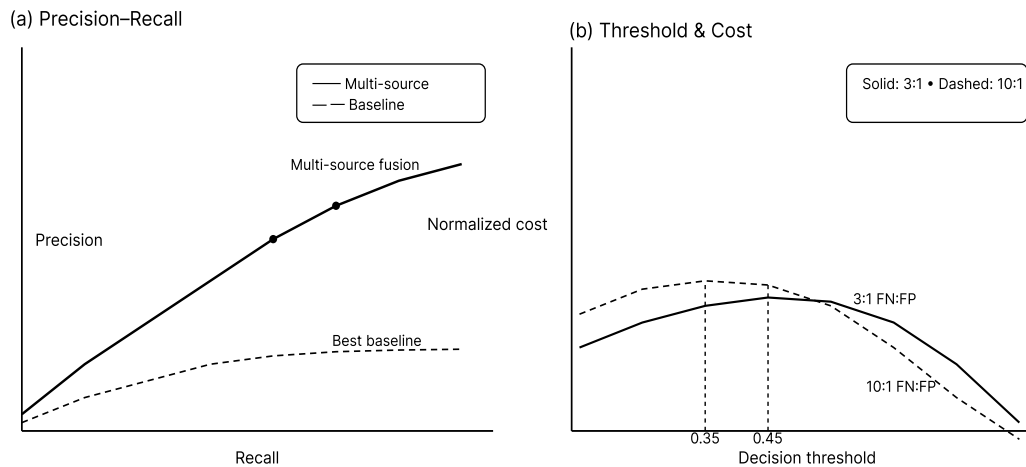 (a) Precision–Recall
Multi-source
Baseline
Multi-source fusion
Precision
Best baseline
Recall
(b) Threshold & Cost
Solid: 3:1 • Dashed: 10:1
Normalized cost
3:1 FN:FP
10:1 FN:FP
0.35
0.45
Decision threshold